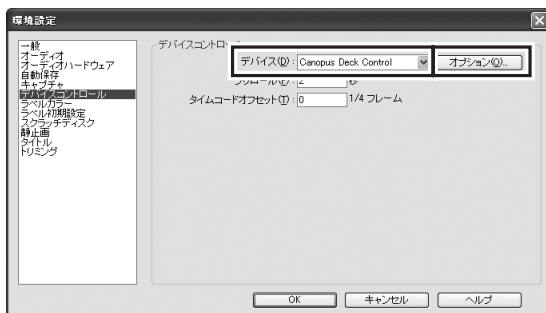 環境設定
一般
オーディオ
オーディオハードウェア
自動保存
キャプチャ
デバイスコントロール
ラベルカラー
ラベル初期設定
スクラッチディスク
静止画
タイトル
トリミング
デバイスコントロール
デバイス(D): Canopus Deck Control オプション(O)...
プリロール(P): 2 秒
タイムコードオフセット(T): 0 1/4 フレーム
OK キャンセル ヘルプ